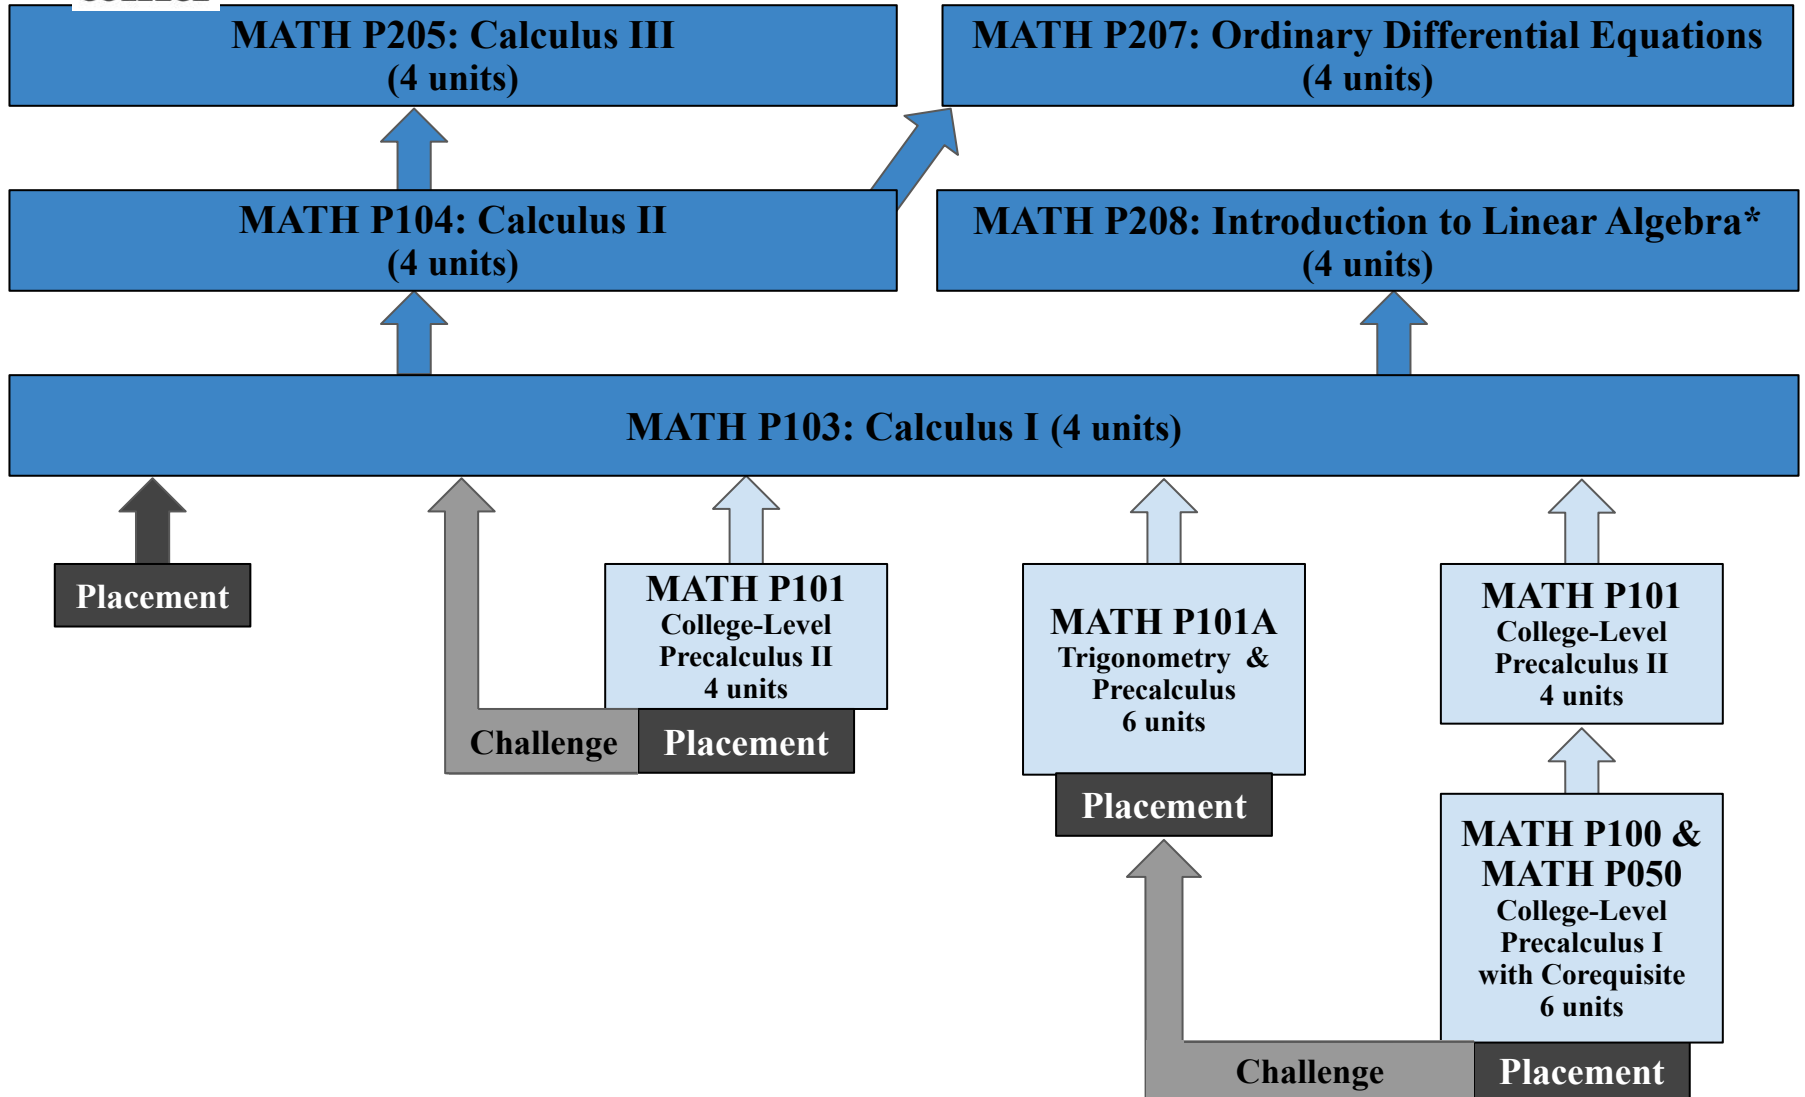 MATH P205: Calculus III
(4 units)
MATH P207: Ordinary Differential Equations
(4 units)
MATH P104: Calculus II
(4 units)
MATH P208: Introduction to Linear Algebra*
(4 units)
MATH P103: Calculus I (4 units)
Placement
MATH P101
College-Level
Precalculus II
4 units
Challenge
Placement
MATH P101A
Trigonometry &
Precalculus
6 units
Placement
MATH P101
College-Level
Precalculus II
4 units
MATH P100 &
MATH P050
College-Level
Precalculus I
with Corequisite
6 units
Challenge
Placement